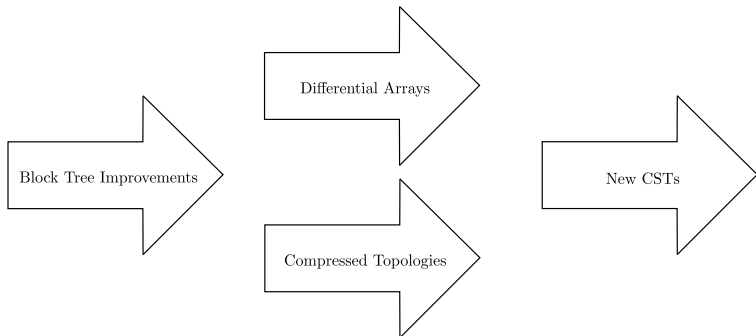 Block Tree Improvements
Differential Arrays
Compressed Topologies
New CSTs